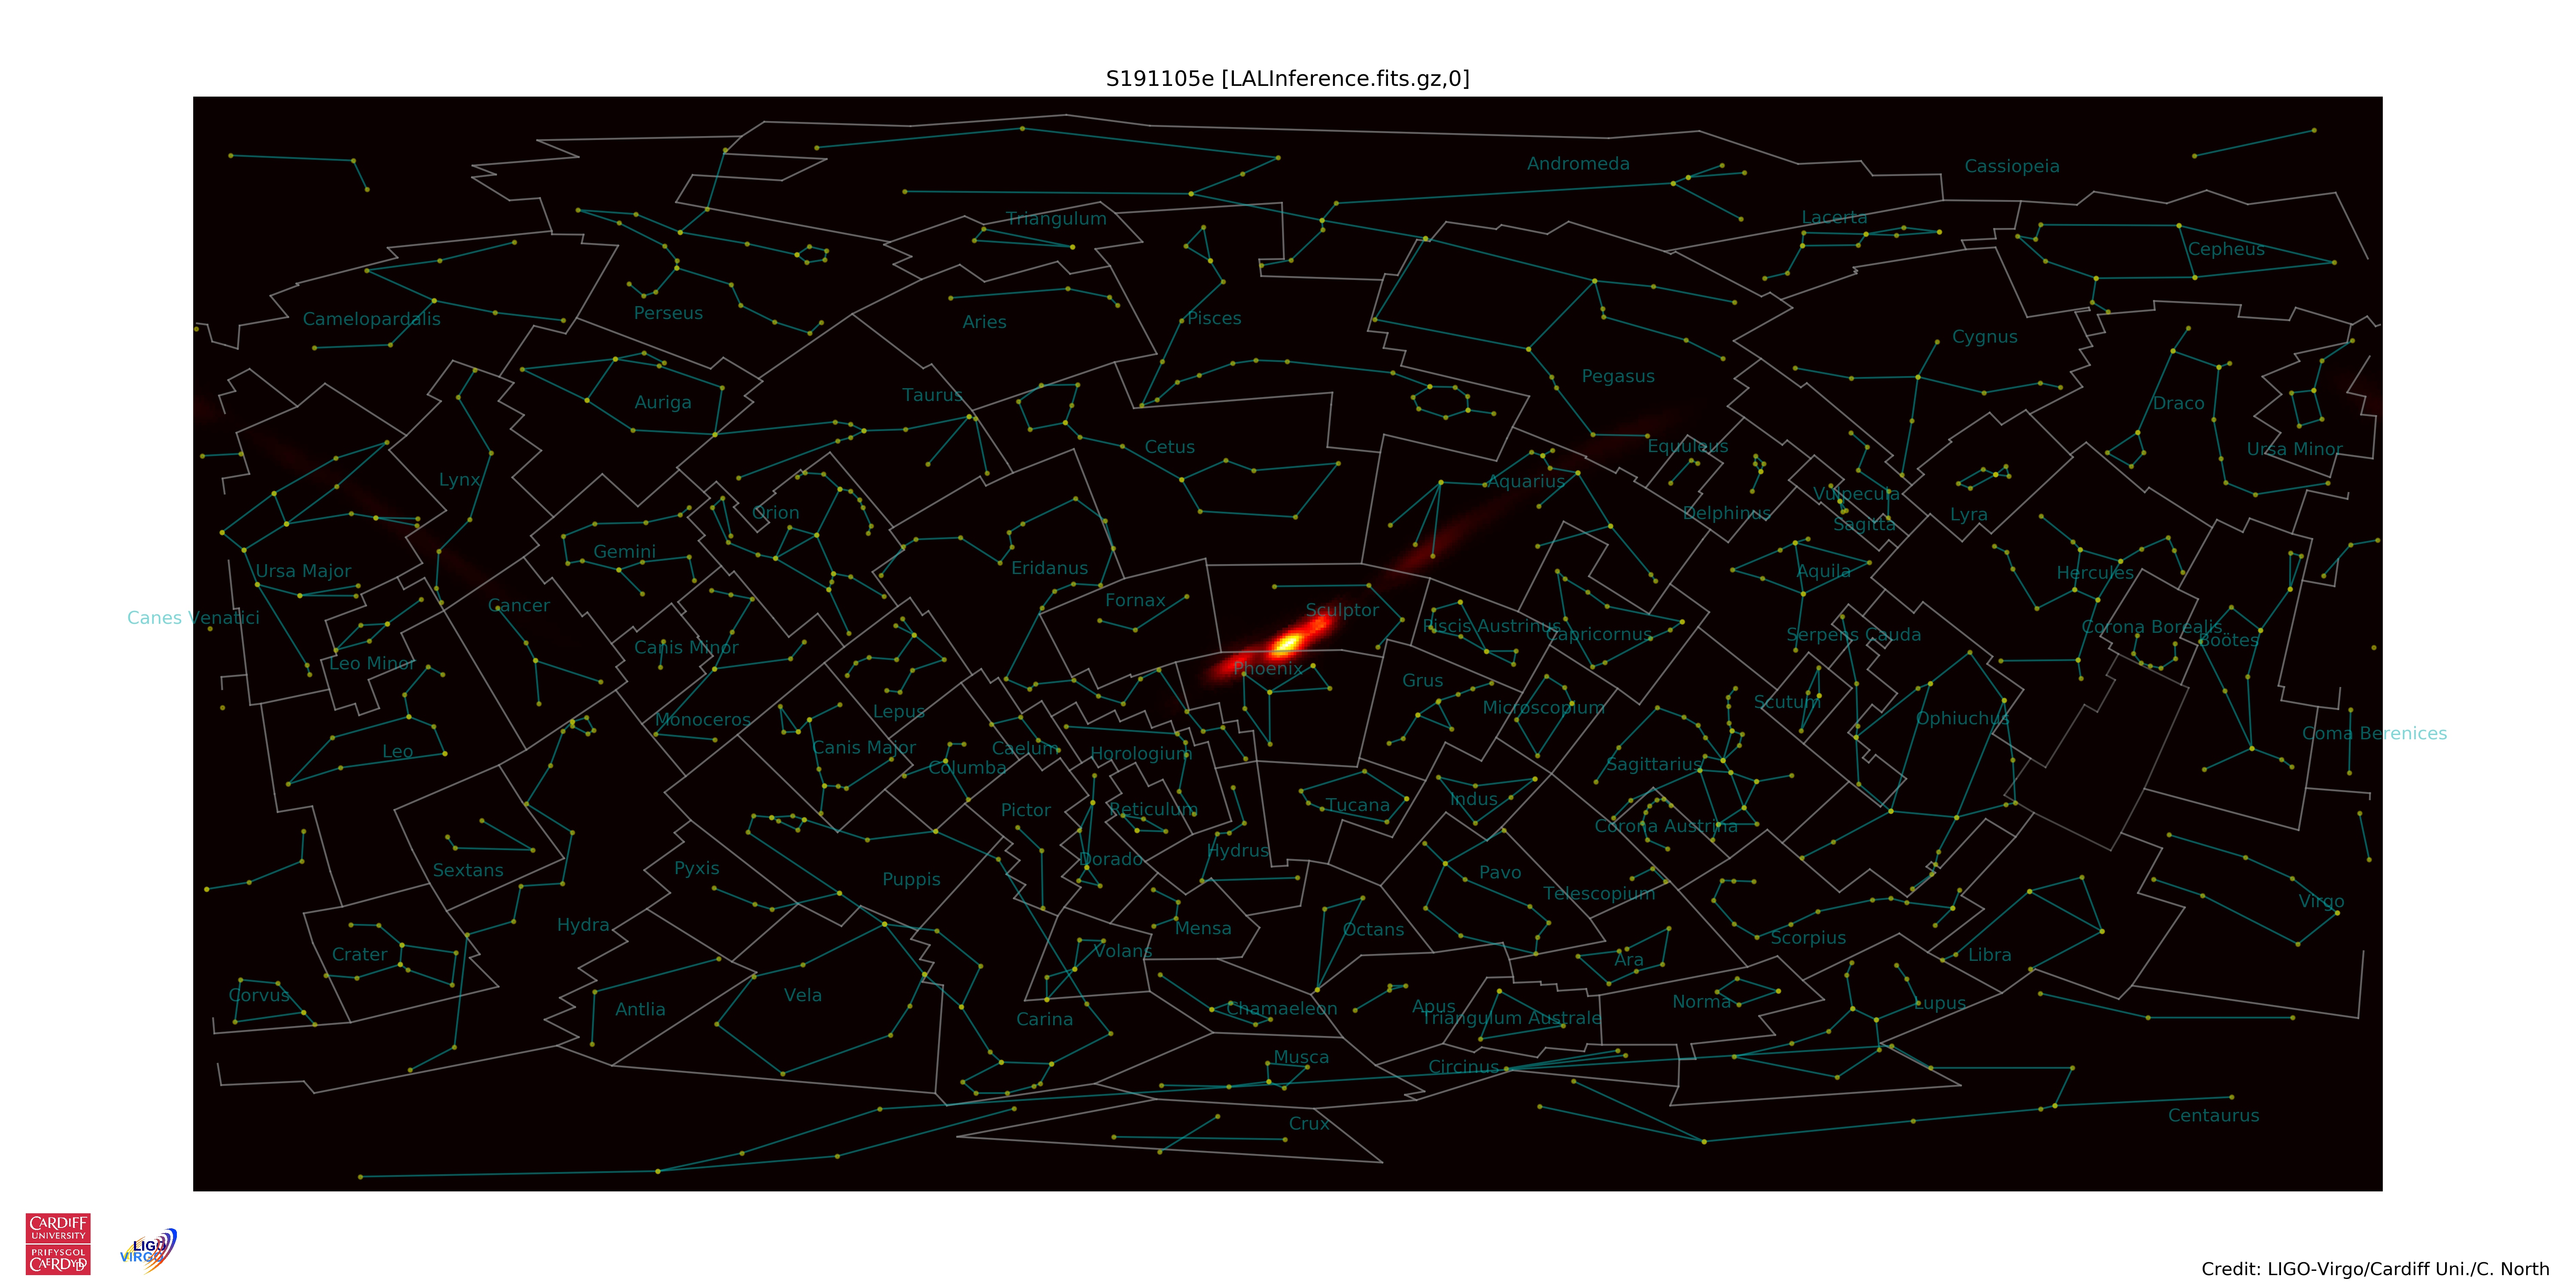 S191105e [LALInference.fits.gz,0]
Andromeda
Cassiopeia
Triangulum
Lacerta
Cepheus
Camelopardalis
Perseus
Aries
Pisces
Cygnus
Pegasus
Auriga
Taurus
Draco
Cetus
Equuleus
Ursa Minor
Lynx
Aquarius
Vulpecula
Orion
Delphinus
Sagitta
Lyra
Gemini
Ursa Major
Eridanus
Aquila
Hercules
Canes Venatici
Cancer
Fornax
Sculptor
Piscis Austrinus
Capricornus
Serpens Cauda
Corona Borealis
Boötes
Leo Minor
Canis Minor
Phoenix
Grus
Monoceros
Lepus
Microscopium
Scutum
Ophiuchus
Coma Berenices
Leo
Canis Major
Caelum
Horologium
Columba
Sagittarius
Pictor
Reticulum
Tucana
Indus
Corona Austrina
Sextans
Pyxis
Puppis
Dorado
Hydrus
Pavo
Telescopium
Virgo
Hydra
Mensa
Octans
Scorpius
Crater
Volans
Ara
Libra
Corvus
Antlia
Vela
Carina
Chamaeleon
Apus
Triangulum Australe
Norma
Lupus
Musca
Circinus
Crux
Centaurus
CARDIFF
UNIVERSITY
PRIFYSGOL
CAERDYDD
LIGO
VIRGO
Credit: LIGO-Virgo/Cardiff Uni./C. North